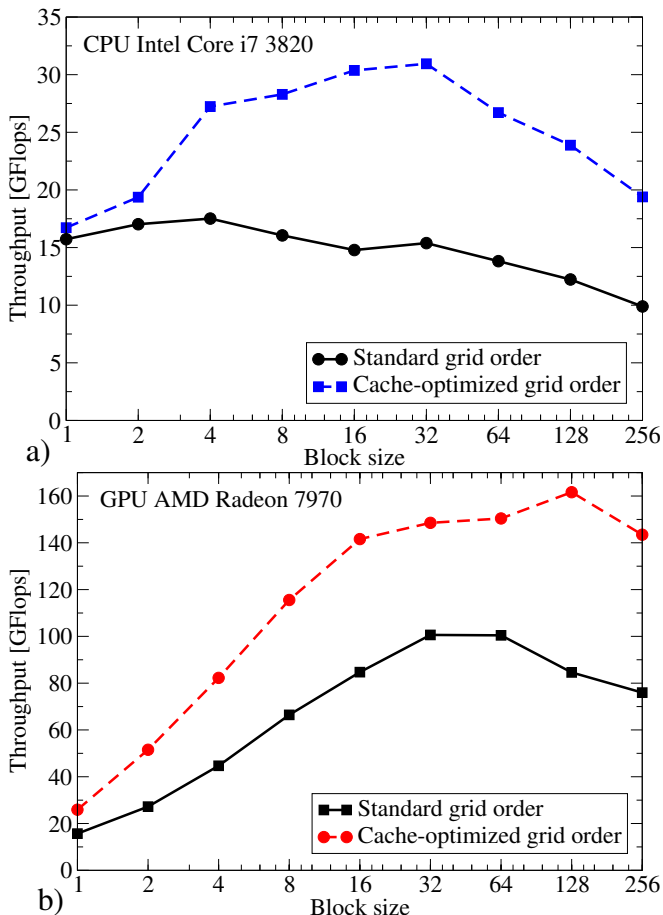 CPU Intel Core i7 3820
Throughput [GFlops]
35
30
25
20
15
10
5
0
Standard grid order
Cache-optimized grid order
1 2 4 8 16 32 64 128 256
Block size
a)
GPU AMD Radeon 7970
Throughput [GFlops]
160
140
120
100
80
60
40
20
0
Standard grid order
Cache-optimized grid order
1 2 4 8 16 32 64 128 256
Block size
b)